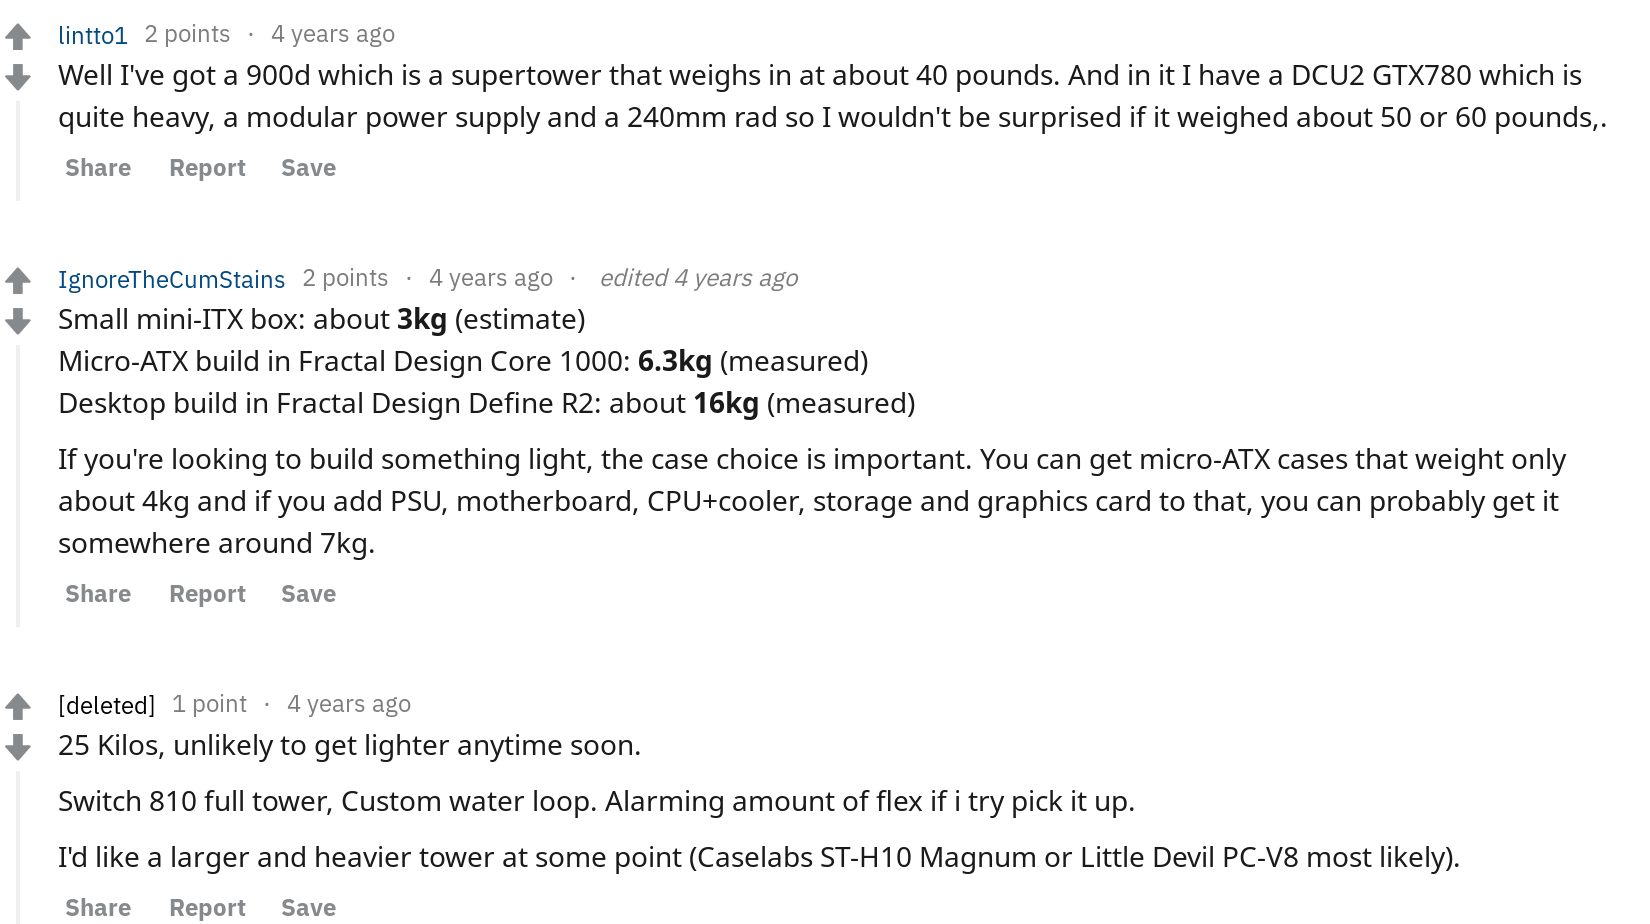 lintto1 2 points · 4 years ago
Well I've got a 900d which is a supertower that weighs in at about 40 pounds. And in it I have a DCU2 GTX780 which is
quite heavy, a modular power supply and a 240mm rad so I wouldn't be surprised if it weighed about 50 or 60 pounds,.
Share Report Save
IgnoreTheCumStains 2 points · 4 years ago · edited 4 years ago
Small mini-ITX box: about 3kg (estimate)
Micro-ATX build in Fractal Design Core 1000: 6.3kg (measured)
Desktop build in Fractal Design Define R2: about 16kg (measured)
If you're looking to build something light, the case choice is important. You can get micro-ATX cases that weight only
about 4kg and if you add PSU, motherboard, CPU+cooler, storage and graphics card to that, you can probably get it
somewhere around 7kg.
Share Report Save
[deleted] 1 point · 4 years ago
25 Kilos, unlikely to get lighter anytime soon.
Switch 810 full tower, Custom water loop. Alarming amount of flex if i try pick it up.
I'd like a larger and heavier tower at some point (Caselabs ST-H10 Magnum or Little Devil PC-V8 most likely).
Share Report Save